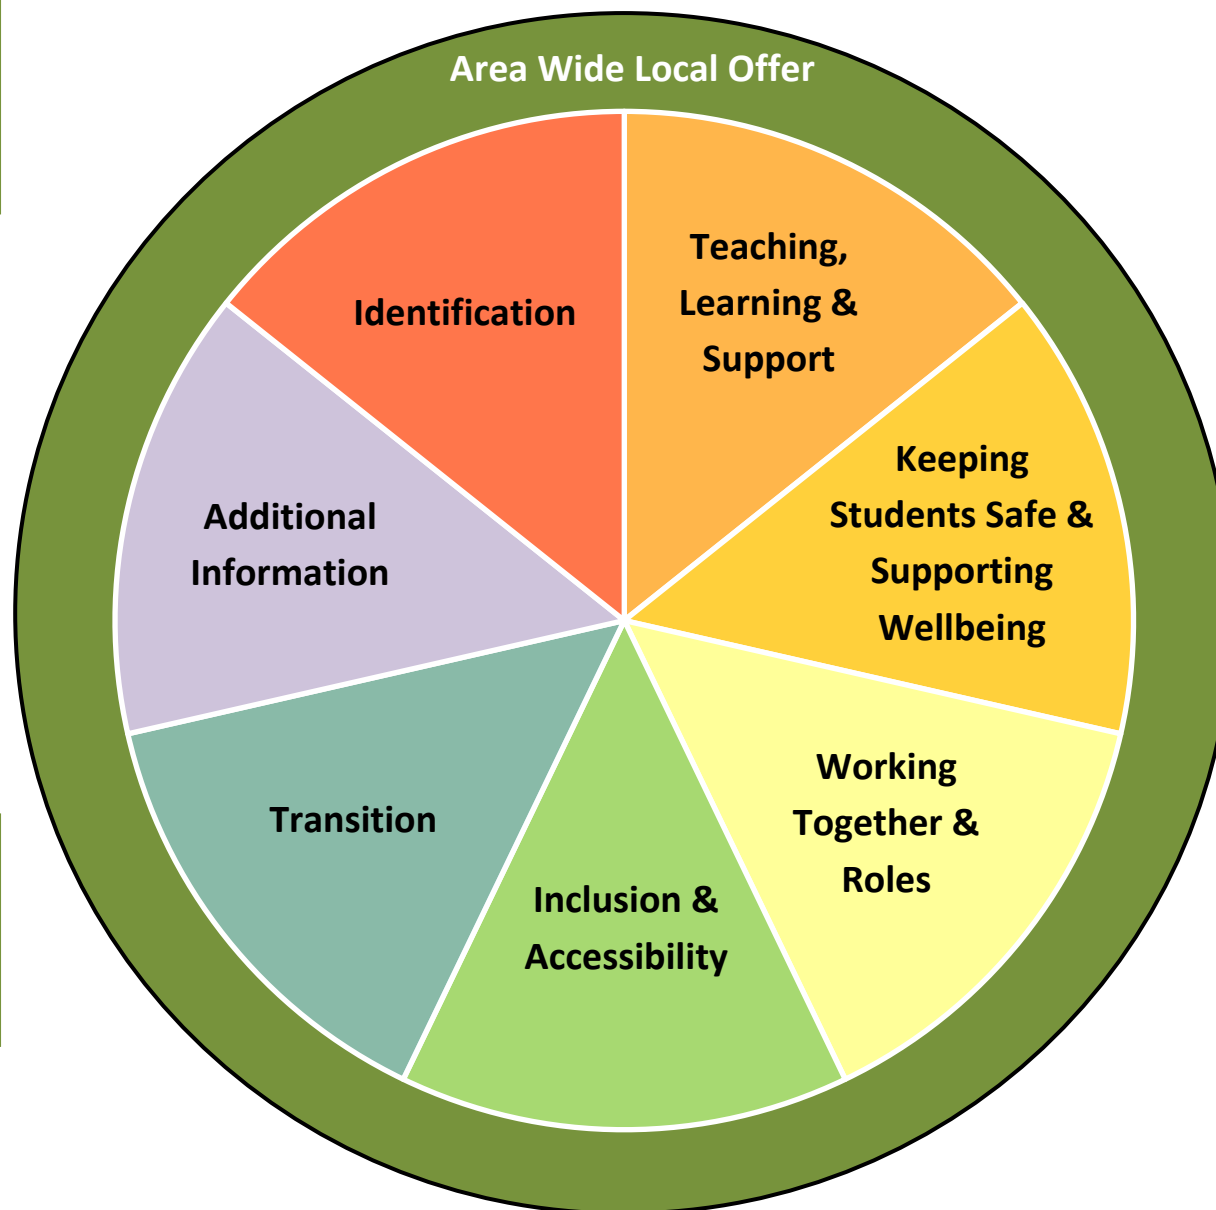 Area Wide Local Offer
Identification
Teaching,
Learning &
Support
Keeping
Students Safe &
Supporting
Wellbeing
Working
Together &
Roles
Inclusion &
Accessibility
Transition
Additional
Information